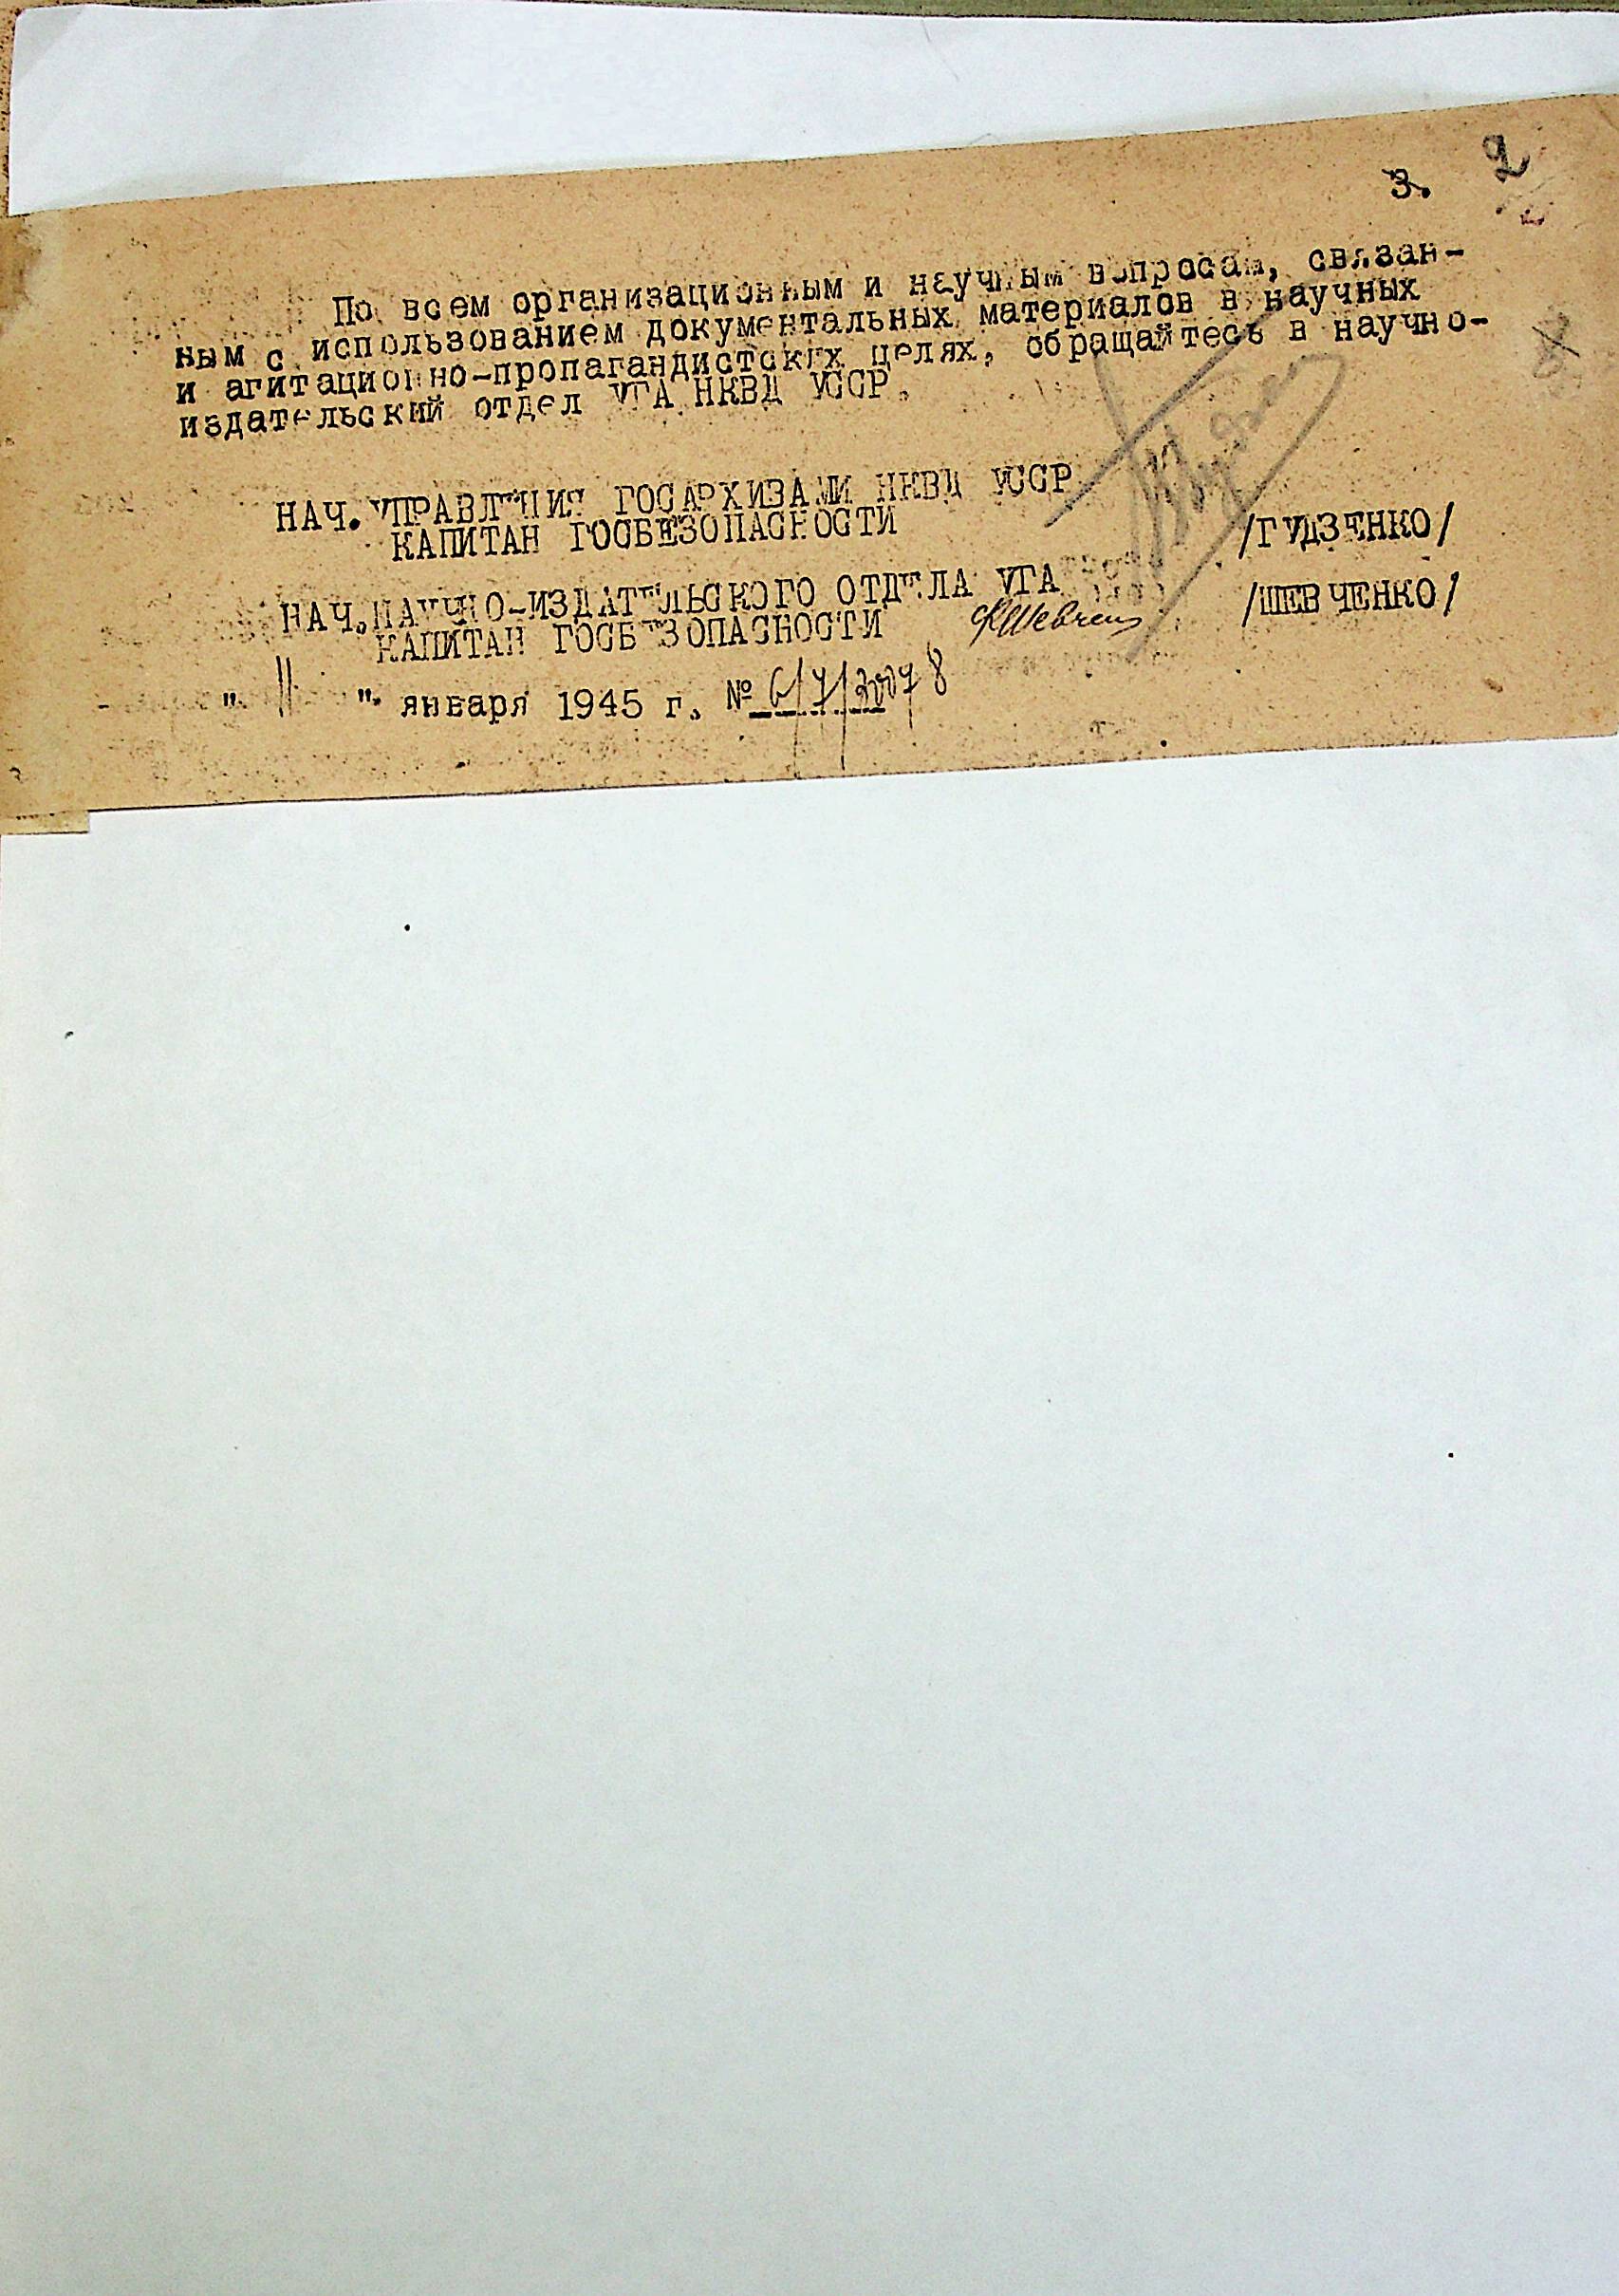 3. 2
По всем организационным и научным вопросам, связан-
ным с использованием документальных материалов в научных
и агитационно-пропагандистских целях, обращайтесь в научно-
издательский отдел УГА НКВД УССР.
НАЧ. УПРАВЛЕНИЯ ГОСАРХИВАМИ НКВД УССР
КАПИТАН ГОСБЕЗОПАСНОСТИ /ГУДЗЕНКО/
НАЧ. НАУЧНО-ИЗДАТЕЛЬСКОГО ОТДЕЛА УГА
КАПИТАН ГОСБЕЗОПАСНОСТИ /ШЕВЧЕНКО/
" 11 " января 1945 г. №